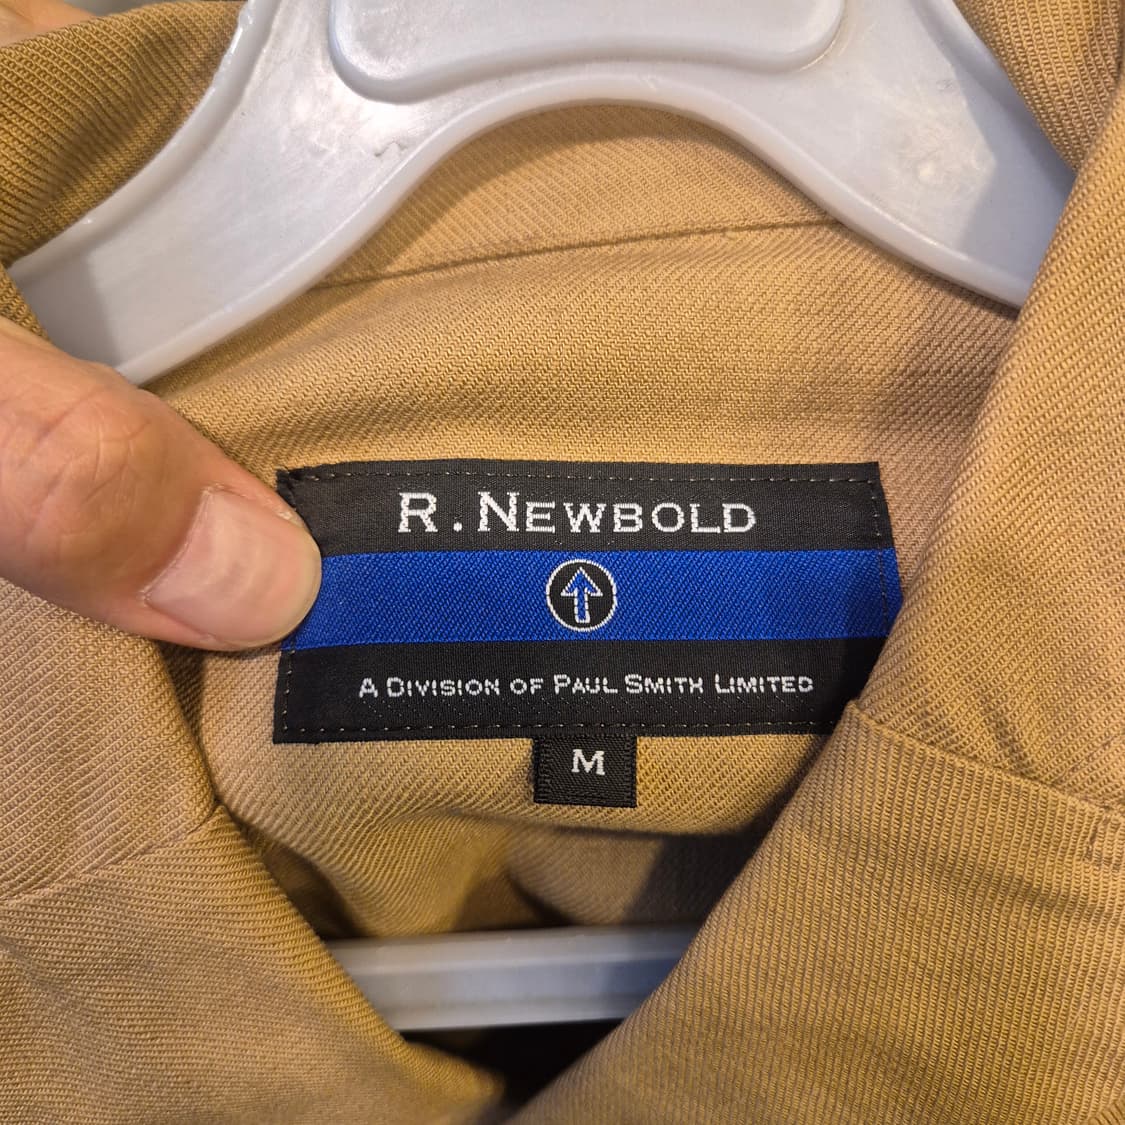 R. Newbold
A Division of Paul Smith Limited
M